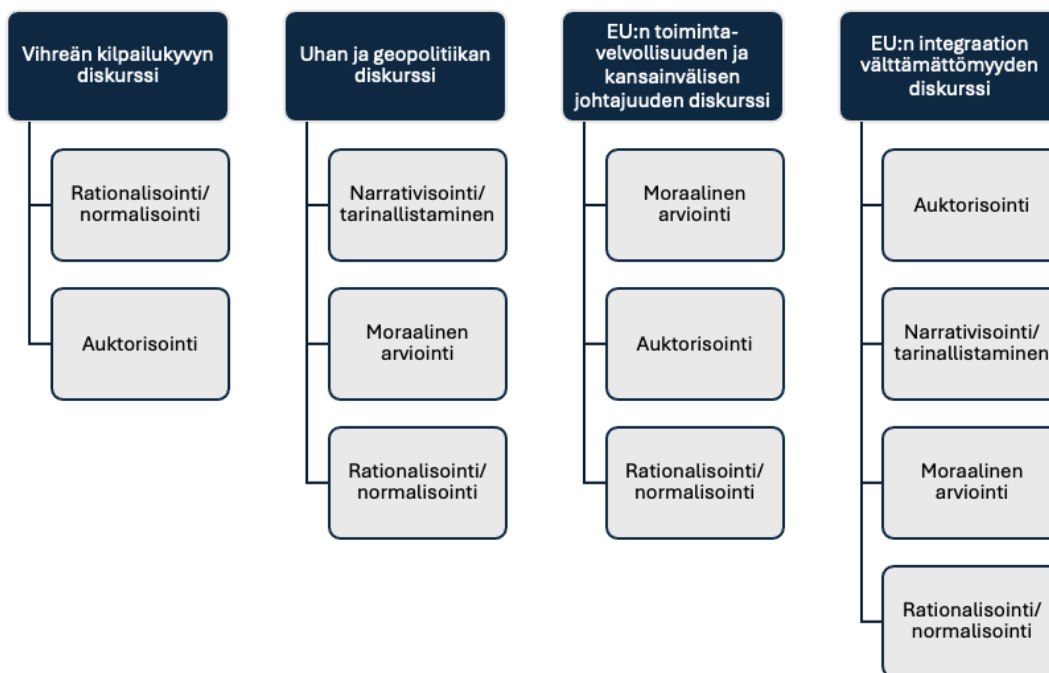 Vihreän kilpailukyvyn
diskurssi
Rationalisointi/
normalisointi
Auktorisointi
Uhan ja geopolitiikan
diskurssi
Narrativisointi/
tarinallistaminen
Moraalinen
arviointi
Rationalisointi/
normalisointi
EU:n toiminta-
velvollisuuden ja
kansainvälisen
johtajuuden diskurssi
Moraalinen
arviointi
Auktorisointi
Rationalisointi/
normalisointi
EU:n integraation
välttämättömyyden
diskurssi
Auktorisointi
Narrativisointi/
tarinallistaminen
Moraalinen
arviointi
Rationalisointi/
normalisointi